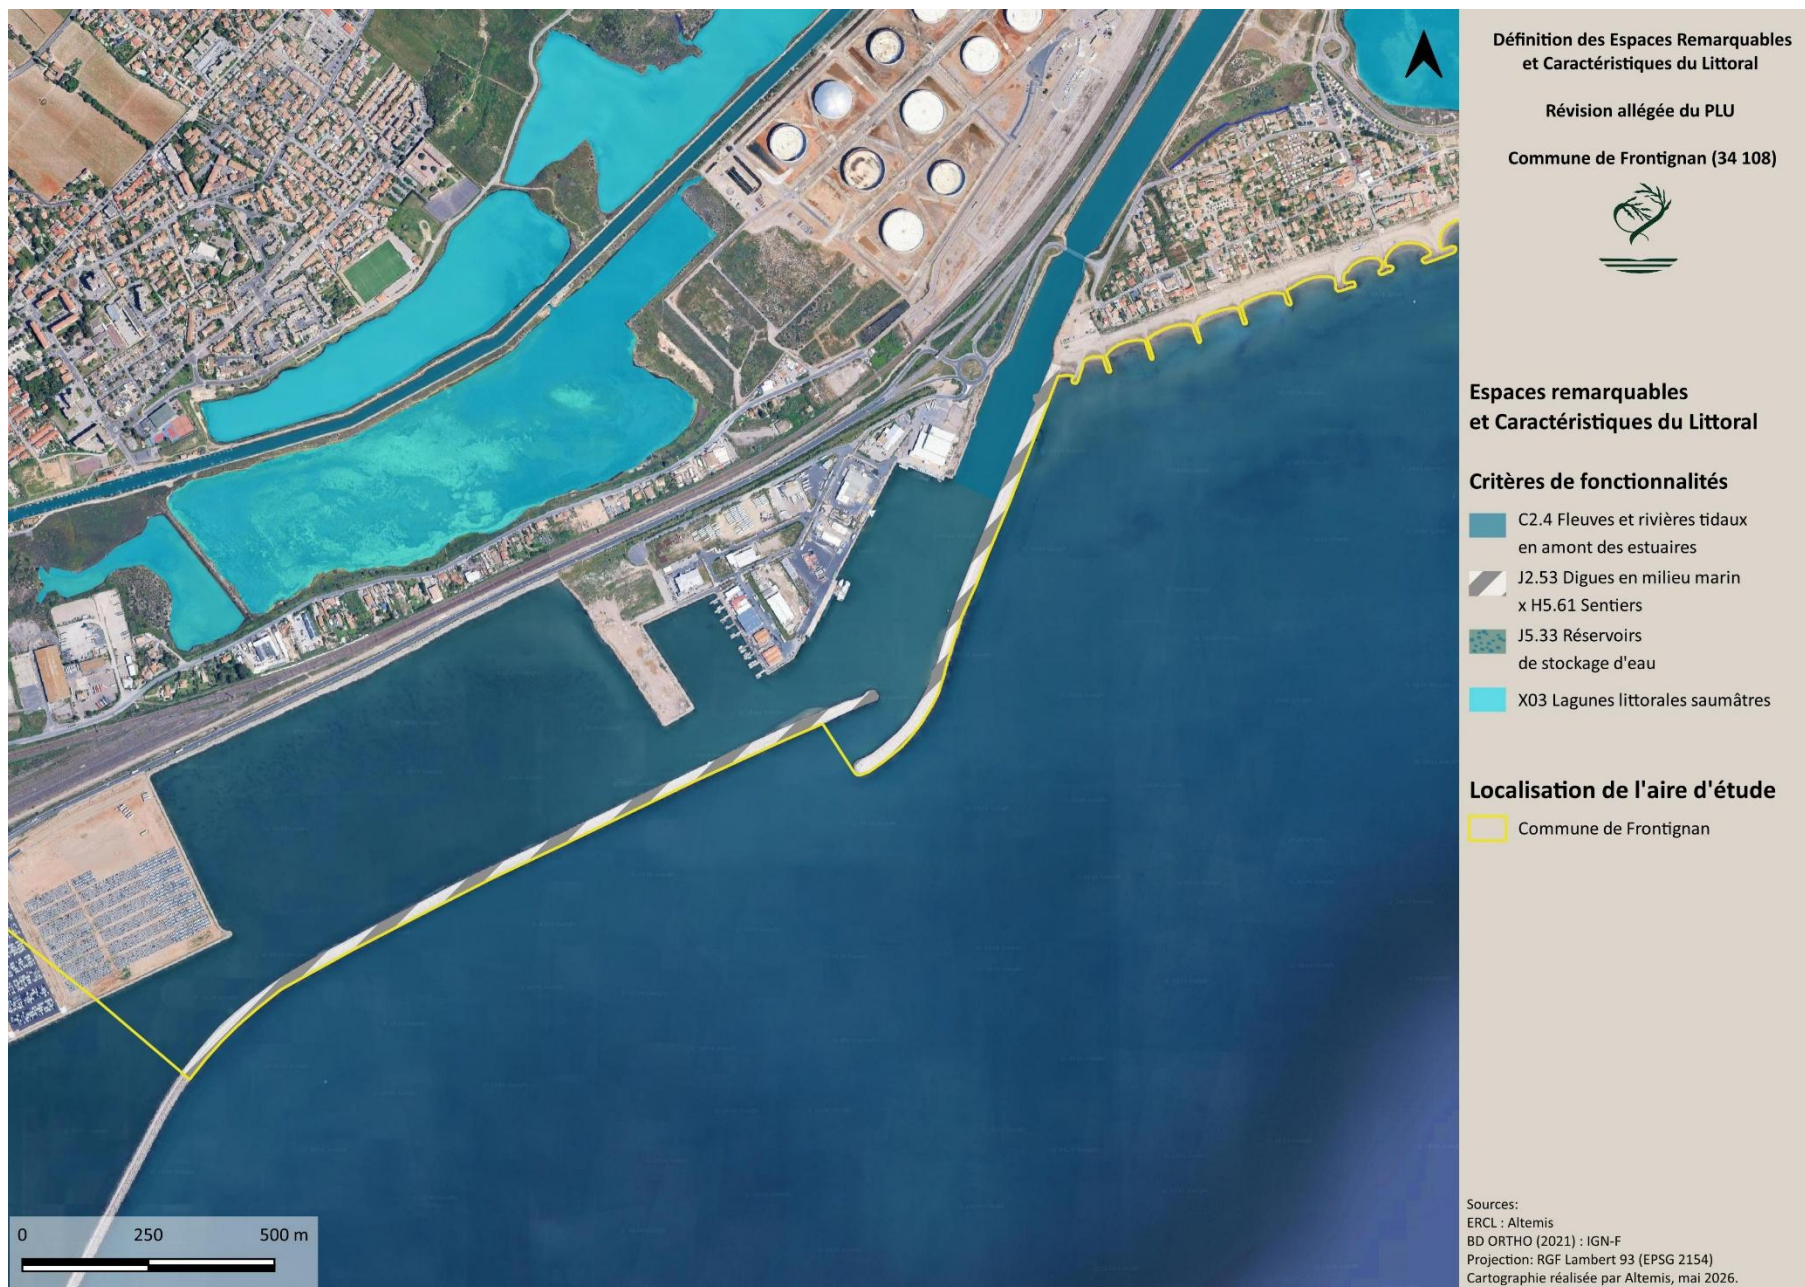 Définition des Espaces Remarquables
et Caractéristiques du Littoral
Révision allégée du PLU
Commune de Frontignan (34 108)
Espaces remarquables
et Caractéristiques du Littoral
Critères de fonctionnalités
C2.4 Fleuves et rivières tidaux
en amont des estuaires
J2.53 Digues en milieu marin
x H5.61 Sentiers
J5.33 Réservoirs
de stockage d'eau
X03 Lagunes littorales saumâtres
Localisation de l'aire d'étude
Commune de Frontignan
0 250 500 m
Sources:
ERCL : Altemis
BD ORTHO (2021) : IGN-F
Projection: RGF Lambert 93 (EPSG 2154)
Cartographie réalisée par Altemis, mai 2026.